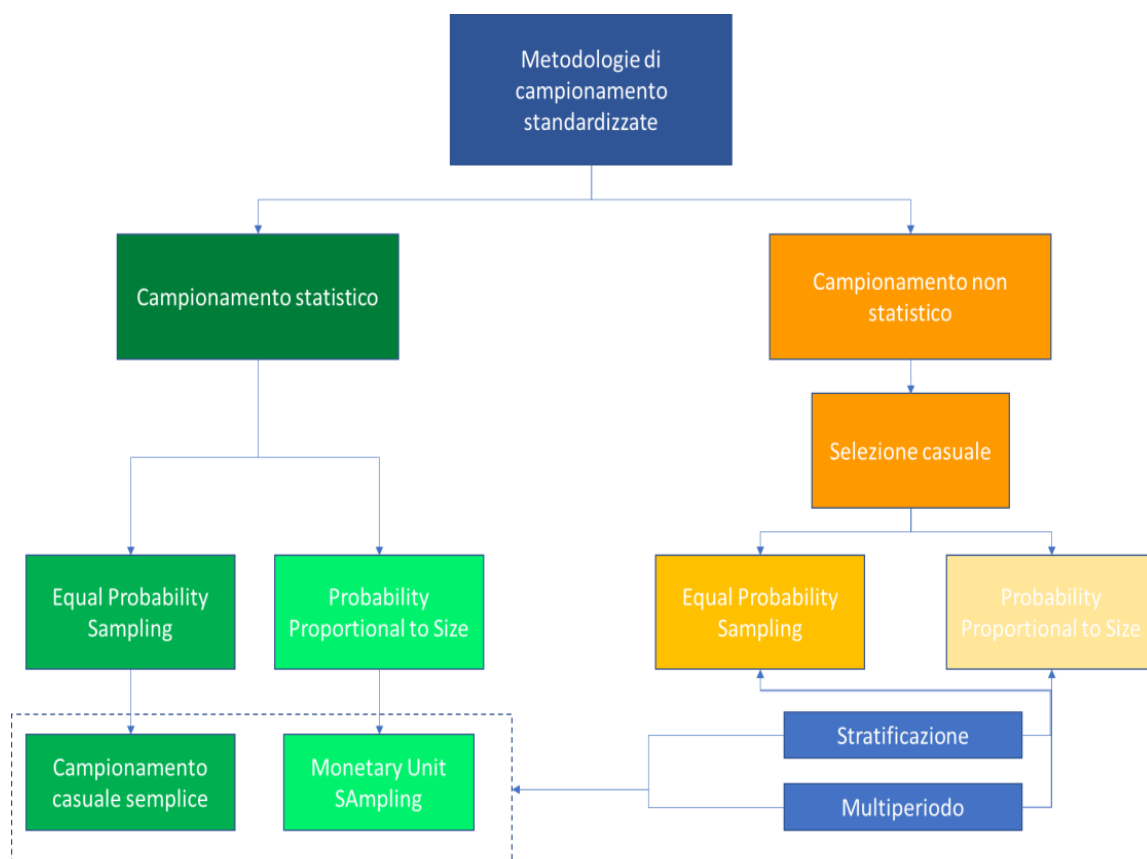 Metodologie di
campionamento
standardizzate
Campionamento statistico
Campionamento non
statistico
Selezione casuale
Equal Probability
Sampling
Probability
Proportional to Size
Equal Probability
Sampling
Probability
Proportional to Size
Campionamento
casuale semplice
Monetary Unit
SAmpling
Stratificazione
Multiperiodo